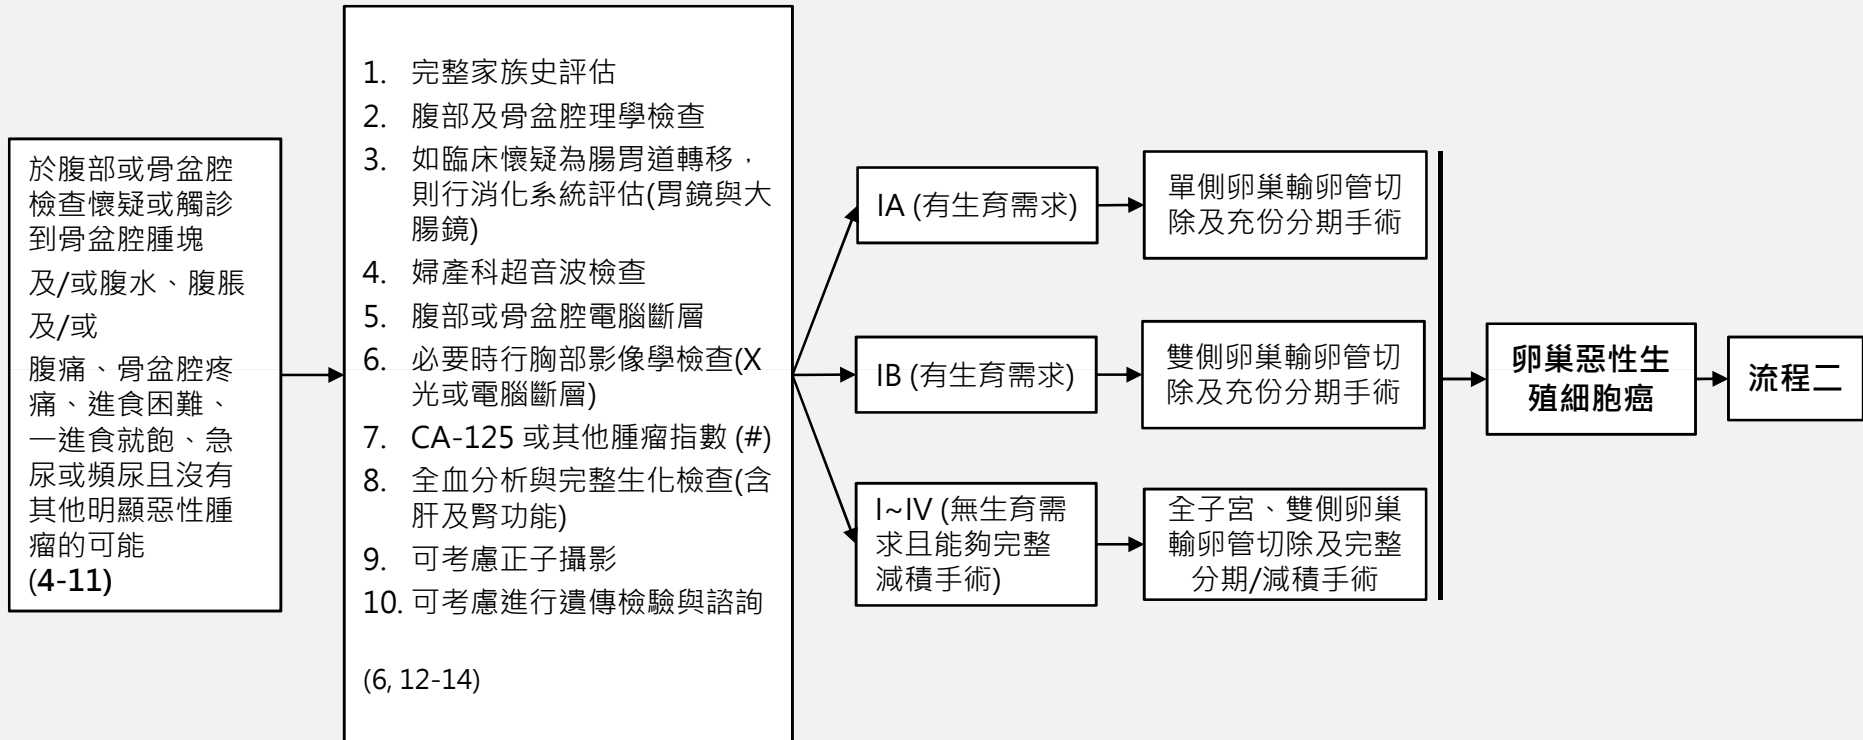 於腹部或骨盆腔
檢查懷疑或觸診
到骨盆腔腫塊
及/或腹水、腹脹
及/或
腹痛、骨盆腔疼
痛、進食困難、
一進食就飽、急
尿或頻尿且沒有
其他明顯惡性腫
瘤的可能
(4-11)
1. 完整家族史評估
2. 腹部及骨盆腔理學檢查
3. 如臨床懷疑為腸胃道轉移，
則行消化系統評估(胃鏡與大
腸鏡)
4. 婦產科超音波檢查
5. 腹部或骨盆腔電腦斷層
6. 必要時行胸部影像學檢查(X
光或電腦斷層)
7. CA-125 或其他腫瘤指數 (#)
8. 全血分析與完整生化檢查(含
肝及腎功能)
9. 可考慮正子攝影
10. 可考慮進行遺傳檢驗與諮詢
(6, 12-14)
IA (有生育需求)
單側卵巢輸卵管切
除及充份分期手術
IB (有生育需求)
雙側卵巢輸卵管切
除及充份分期手術
I~IV (無生育需
求且能夠完整
減積手術)
全子宮、雙側卵巢
輸卵管切除及完整
分期/減積手術
卵巢惡性生
殖細胞癌
流程二